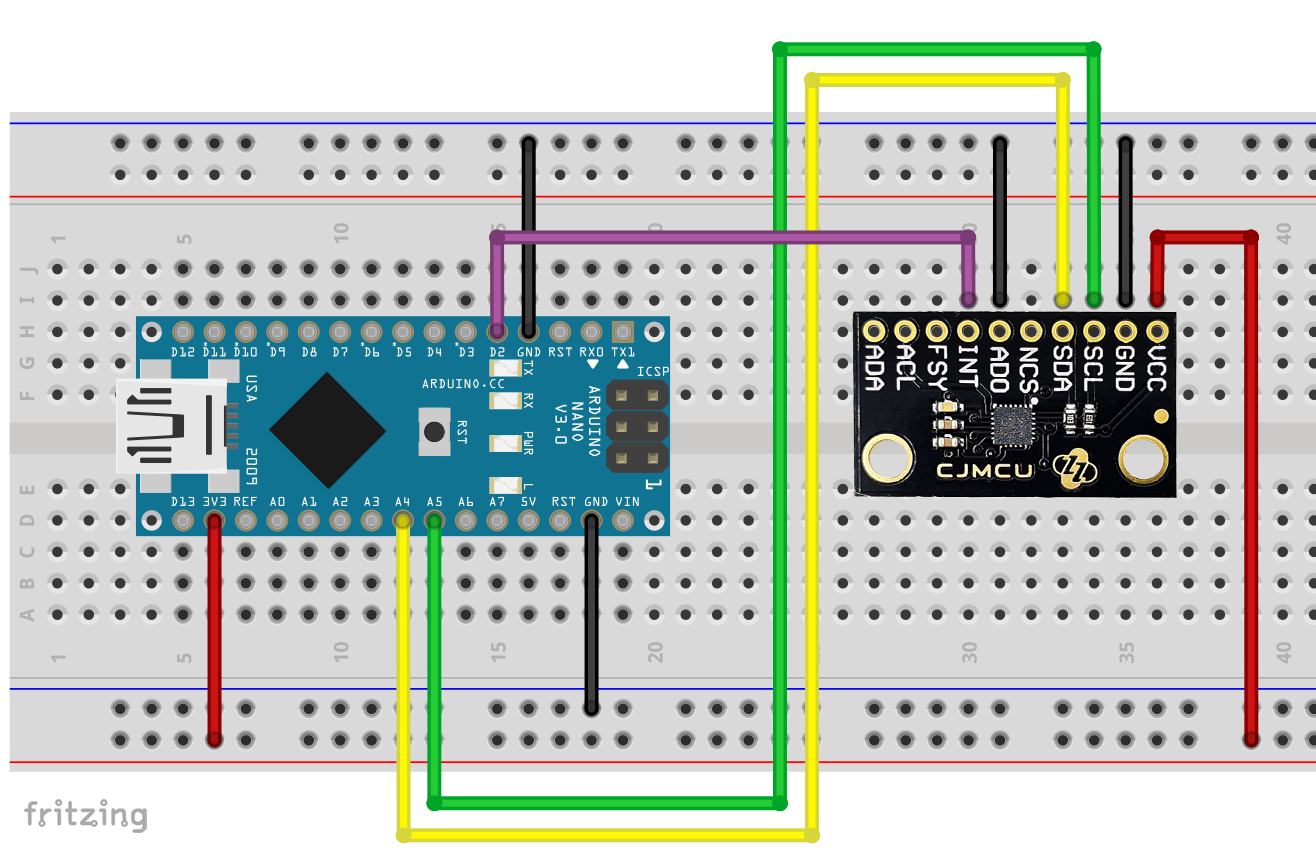 1 5 10 5 0 30 40
J
I
H
G
F
E
D
C
B
A
D12 D11 D10 D9 D8 D7 D6 D5 D4 D3 D2 GND RST RX0 TX1
USA
2009
ARDUINO.CC
RST
TX
RX
PWR
L
ICSP
ARDUINO
NANO
V3.0
1
D13 3V3 REF A0 A1 A2 A3 A4 A5 A6 A7 5V RST GND VIN
ADA ACL FSY INT ADO NCS SDA SCL GND VCC
CJMCU
1 5 10 15 20 30 35 40
fritzing